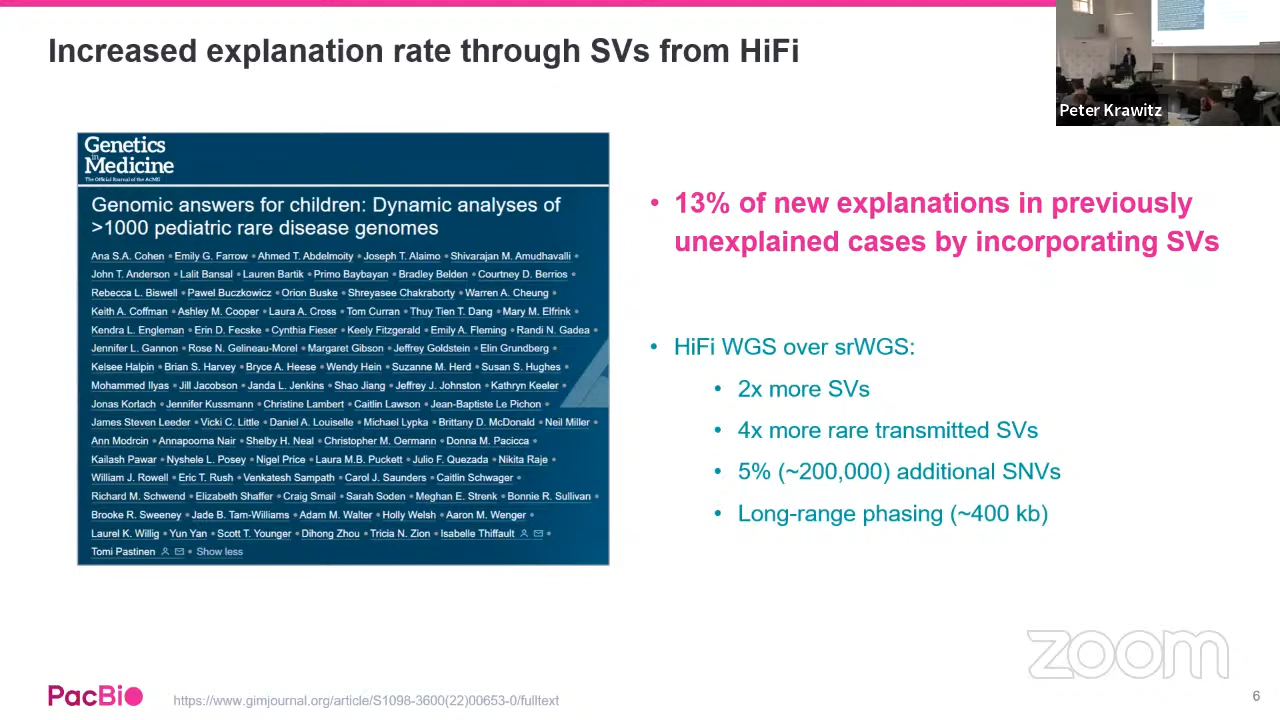 Increased explanation rate through SVs from HiFi
Peter Krawitz
Genetics
in
Medicine
The Official Journal of the ACMG
Genomic answers for children: Dynamic analyses of
>1000 pediatric rare disease genomes
Ana S.A. Cohen • Emily G. Farrow • Ahmed T. Abdelmoity • Joseph T. Alaimo • Shivarajan M. Amudhavalli •
John T. Anderson • Lalit Bansal • Lauren Bartik • Primo Baybayan • Bradley Belden • Courtney D. Berrios •
Rebecca L. Biswell • Pawel Buczkowicz • Orion Buske • Shreyasee Chakraborty • Warren A. Cheung •
Keith A. Coffman • Ashley M. Cooper • Laura A. Cross • Tom Curran • Thuy Tien T. Dang • Mary M. Elfrink •
Kendra L. Engleman • Erin D. Fecske • Cynthia Fieser • Keely Fitzgerald • Emily A. Fleming • Randi N. Gadea •
Jennifer L. Gannon • Rose N. Gelineau-Morel • Margaret Gibson • Jeffrey Goldstein • Elin Grundberg •
Kelsee Halpin • Brian S. Harvey • Bryce A. Heese • Wendy Hein • Suzanne M. Herd • Susan S. Hughes •
Mohammed Ilyas • Jill Jacobson • Janda L. Jenkins • Shao Jiang • Jeffrey J. Johnston • Kathryn Keeler •
Jonas Korlach • Jennifer Kussmann • Christine Lambert • Caitlin Lawson • Jean-Baptiste Le Pichon •
James Steven Leeder • Vicki C. Little • Daniel A. Louiselle • Michael Lypka • Brittany D. McDonald • Neil Miller •
Ann Modrcin • Annapoorna Nair • Shelby H. Neal • Christopher M. Oermann • Donna M. Pacicca •
Kailash Pawar • Nyshele L. Posey • Nigel Price • Laura M.B. Puckett • Julio F. Quezada • Nikita Raje •
William J. Rowell • Eric T. Rush • Venkatesh Sampath • Carol J. Saunders • Caitlin Schwager •
Richard M. Schwend • Elizabeth Shaffer • Craig Smail • Sarah Soden • Meghan E. Strenk • Bonnie R. Sullivan •
Brooke R. Sweeney • Jade B. Tam-Williams • Adam M. Walter • Holly Welsh • Aaron M. Wenger •
Laurel K. Willig • Yun Yan • Scott T. Younger • Dihong Zhou • Tricia N. Zion • Isabelle Thiffault •
Tomi Pastinen • Show less
• 13% of new explanations in previously
unexplained cases by incorporating SVs
• HiFi WGS over srWGS:
• 2x more SVs
• 4x more rare transmitted SVs
• 5% (~200,000) additional SNVs
• Long-range phasing (~400 kb)
zoom
PacBio
https://www.gimjournal.org/article/S1098-3600(22)00653-0/fulltext
6